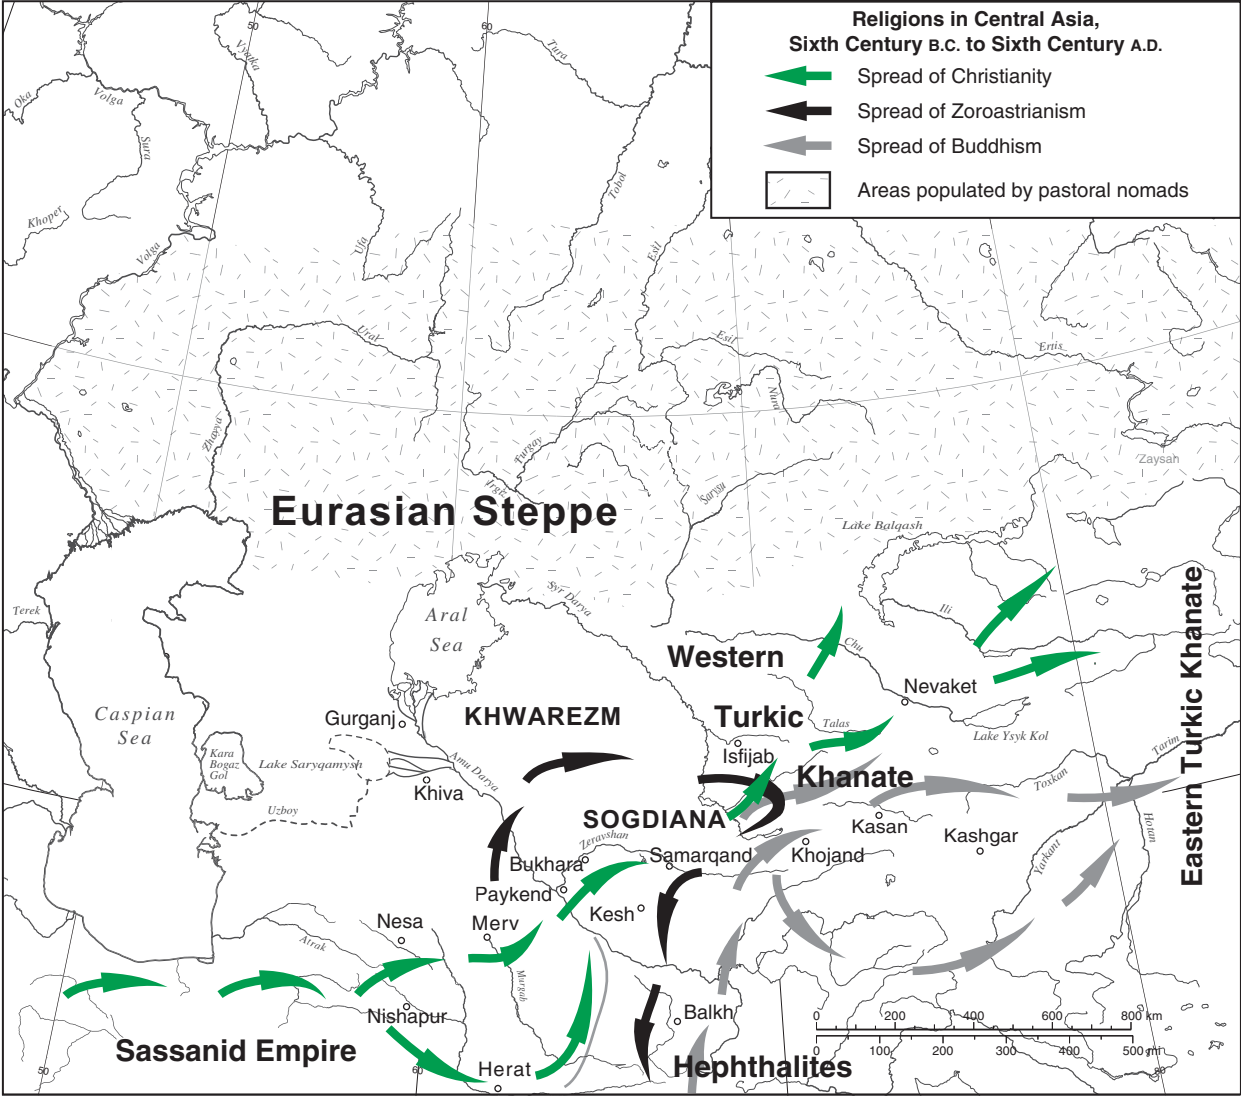 Religions in Central Asia,
Sixth Century B.C. to Sixth Century A.D.
Spread of Christianity
Spread of Zoroastrianism
Spread of Buddhism
Areas populated by pastoral nomads
50
60
Vyatka
Tura
Oka
Volga
Sura
Tobol
Khoper
Volga
Ufa
Esil
Ural
Esil
Ertis
Nura
Zhayya
Turgay
Zaysan
Irgiz
Sarysu
Eurasian Steppe
Lake Balqash
Syr Darya
Terek
Aral
Sea
Ili
Chu
Western
Eastern Turkic Khanate
Nevaket
Caspian
Sea
Gurganj
KHWAREZM
Turkic
Talas
Lake Ysyk Kol
Tarim
Isfijab
Kara
Bogaz
Gol
Lake Saryqamysh
Amu Darya
Khanate
Toxkan
Khiva
Uzboy
SOGDIANA
Kasan
Kashgar
Hotan
Zeravshan
Bukhara
Samarqand
Khojand
Yarkant
Paykend
Kesh
Nesa
Merv
Atrak
Murgab
Nishapur
Balkh
0 200 400 600 800 km
0 100 200 300 400 500 mi
Sassanid Empire
Hephthalites
Herat
50
60
80